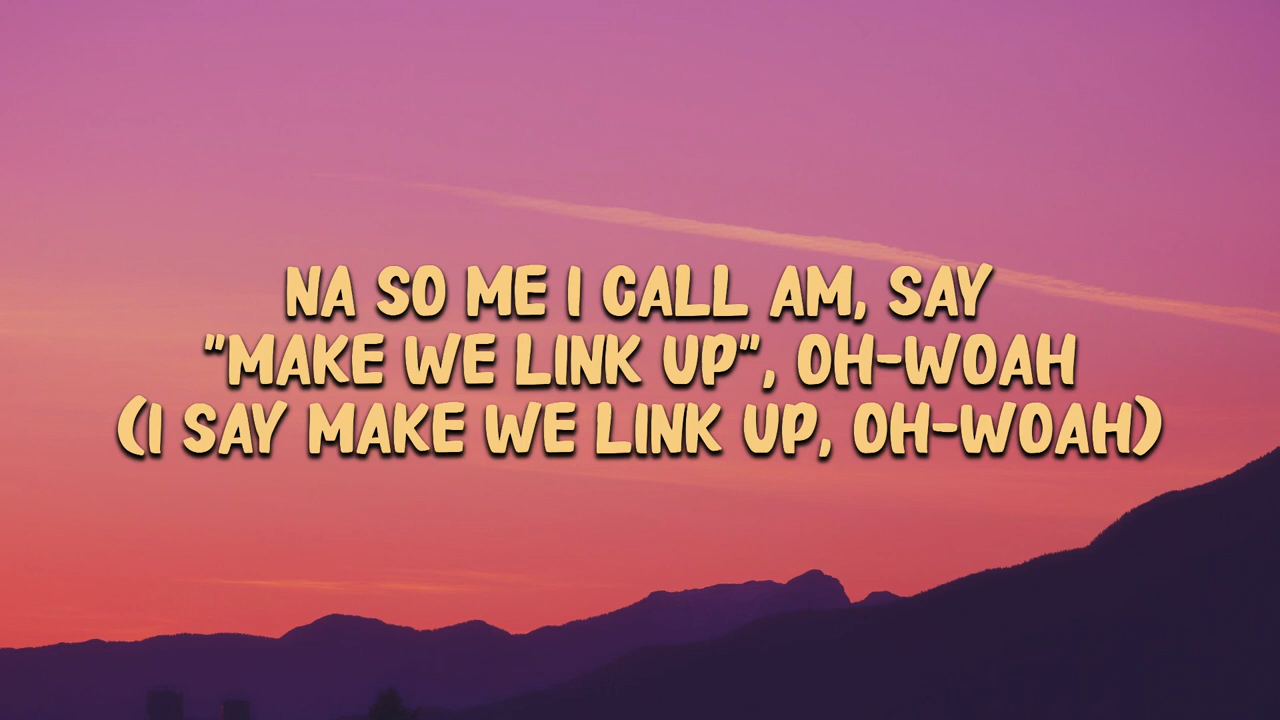 NA SO ME I CALL AM, SAY
"MAKE WE LINK UP", OH-WOAH
(I SAY MAKE WE LINK UP, OH-WOAH)